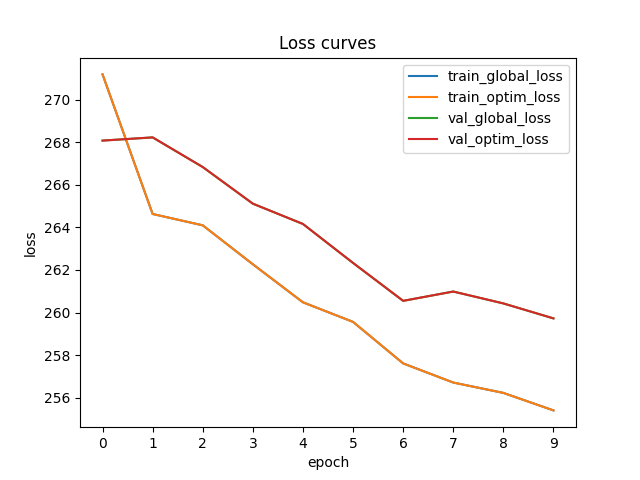 Loss curves
train_global_loss
train_optim_loss
val_global_loss
val_optim_loss
270
268
266
264
262
260
258
256
loss
0 1 2 3 4 5 6 7 8 9
epoch